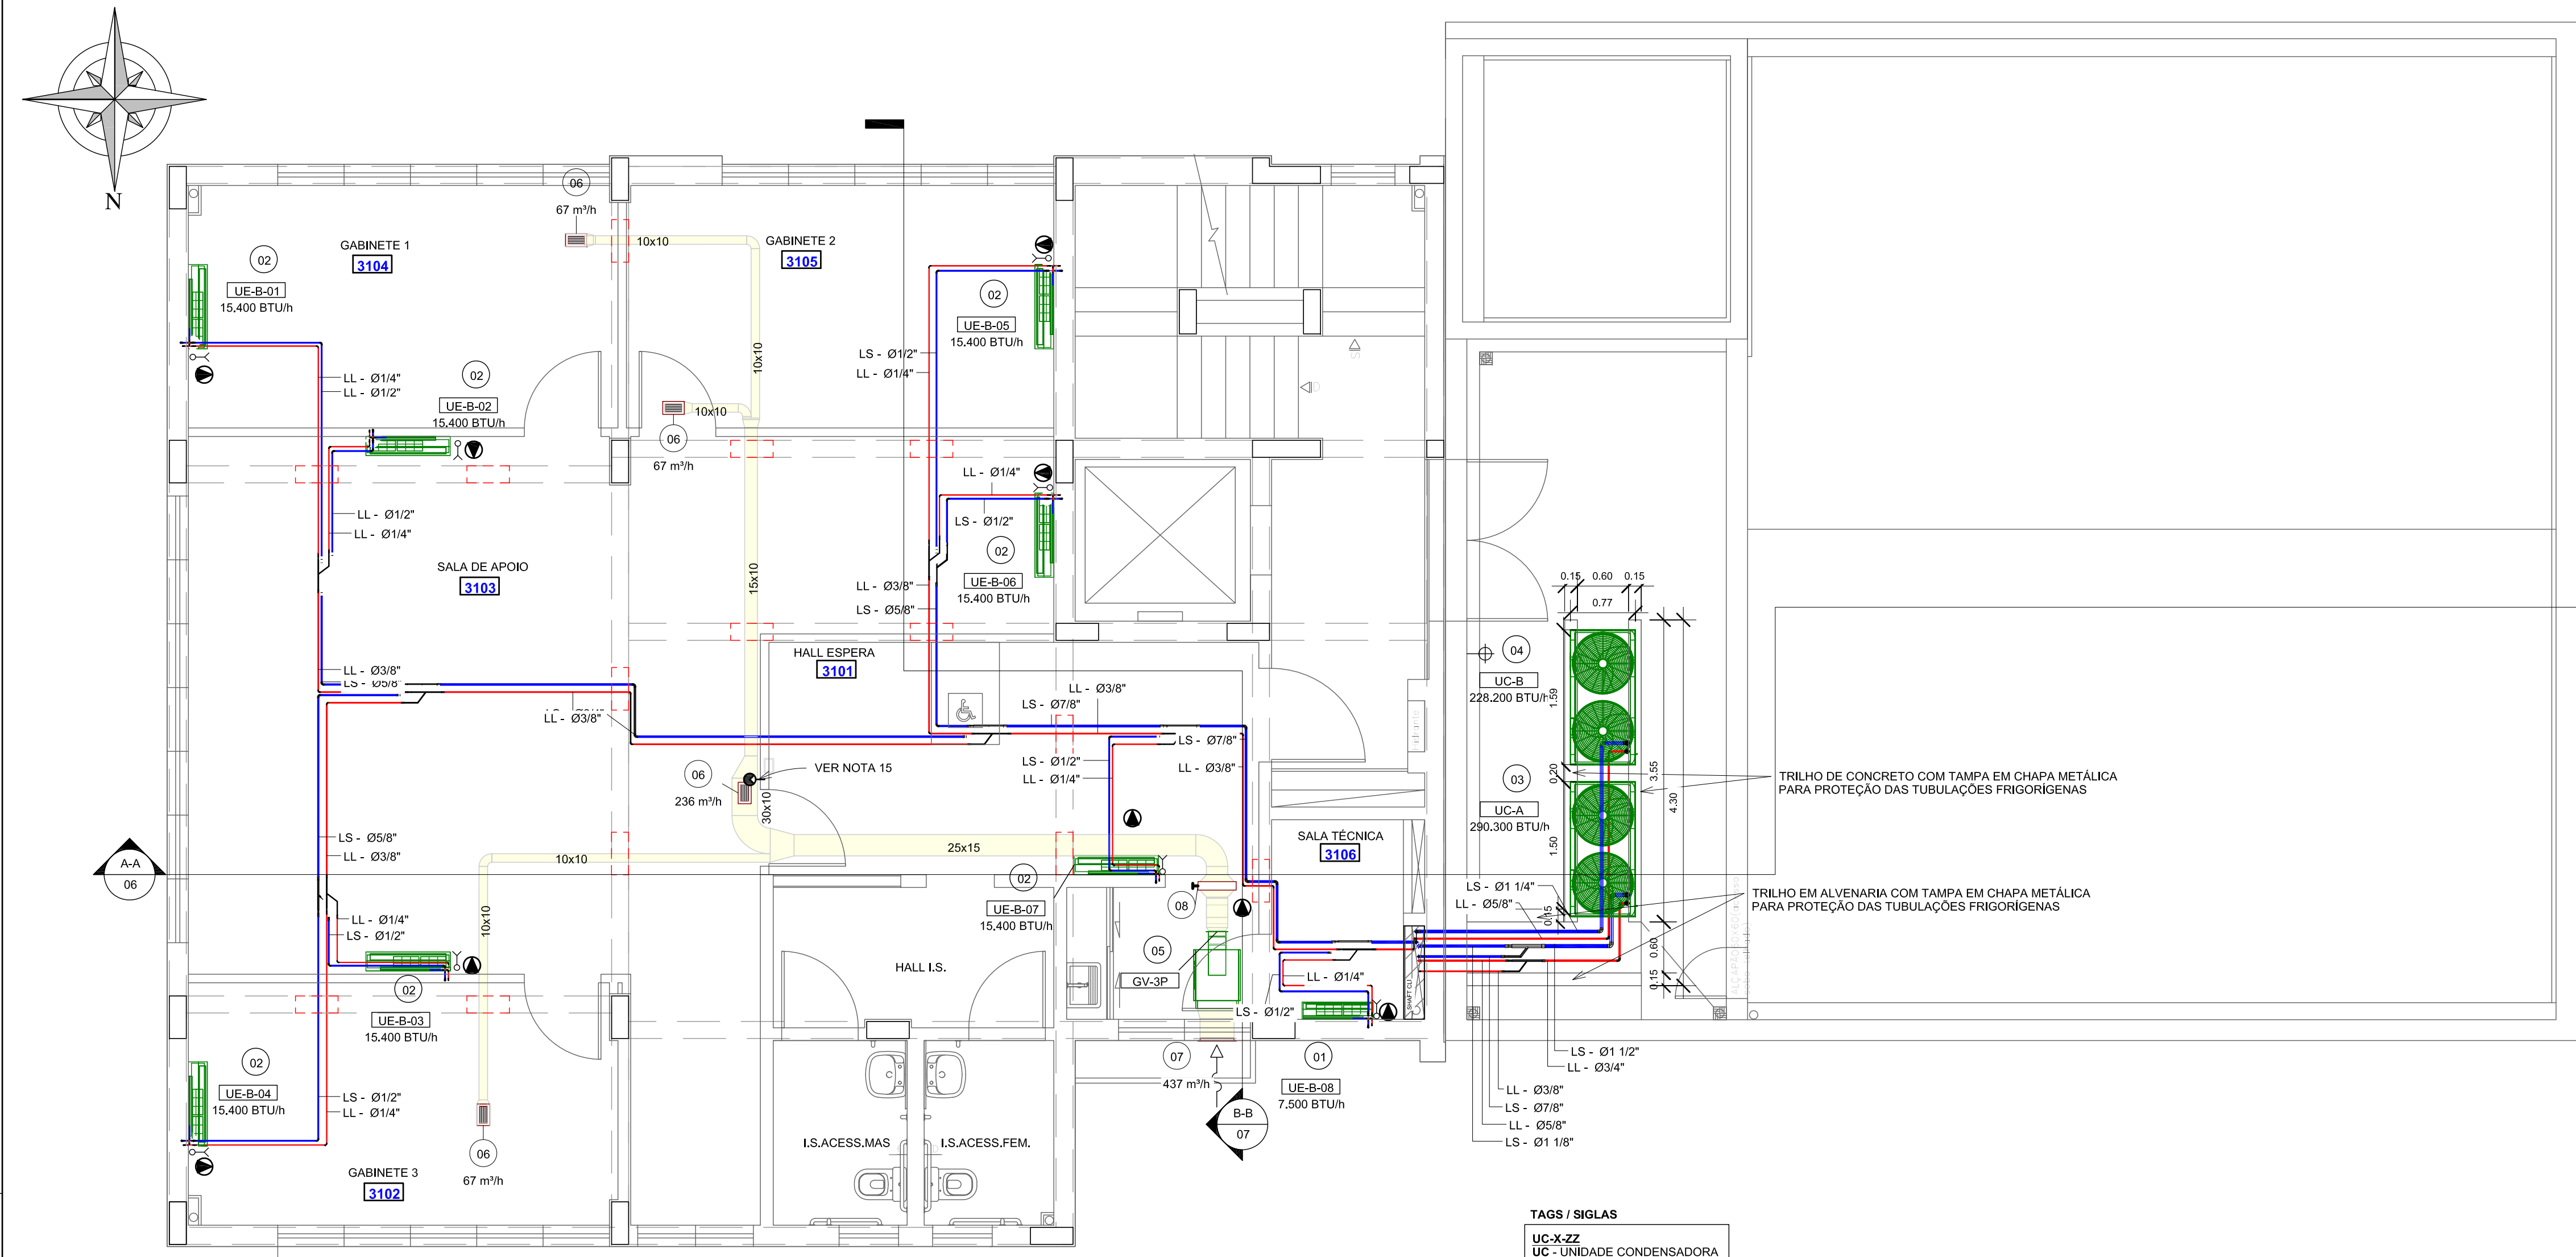 N
06
67 m³/h
10x10
GABINETE 1
3104
GABINETE 2
3105
02
UE-B-01
15.400 BTU/h
02
UE-B-05
15.400 BTU/h
10x10
LS - Ø1/2"
LL - Ø1/4"
LL - Ø1/4"
LL - Ø1/2"
02
UE-B-02
15.400 BTU/h
10x10
06
67 m³/h
LL - Ø1/4"
LS - Ø1/2"
LL - Ø1/2"
LL - Ø1/4"
02
UE-B-06
15.400 BTU/h
15x10
SALA DE APOIO
3103
LL - Ø3/8"
LS - Ø5/8"
0.15
0.60
0.15
0.77
HALL ESPERA
3101
LL - Ø3/8"
LS - Ø5/8"
LL - Ø3/8"
LL - Ø3/8"
LS - Ø7/8"
LS - Ø7/8"
LL - Ø3/8"
LS - Ø1/2"
LL - Ø1/4"
04
UC-B
228.200 BTU/h
1.59
0.20
3.55
4.30
03
UC-A
290.300 BTU/h
1.50
06
236 m³/h
VER NOTA 15
30x10
TRILHO DE CONCRETO COM TAMPA EM CHAPA METÁLICA
PARA PROTEÇÃO DAS TUBULAÇÕES FRIGORÍGENAS
SALA TÉCNICA
3106
LS - Ø5/8"
LL - Ø3/8"
10x10
25x15
A-A
06
02
UE-B-07
15.400 BTU/h
08
LS - Ø1 1/4"
LL - Ø5/8"
0.15
TRILHO EM ALVENARIA COM TAMPA EM CHAPA METÁLICA
PARA PROTEÇÃO DAS TUBULAÇÕES FRIGORÍGENAS
LL - Ø1/4"
LS - Ø1/2"
10x10
05
GV-3P
HALL I.S.
LL - Ø1/4"
LS - Ø1/2"
SHAFT CLI
0.60
0.15
02
UE-B-03
15.400 BTU/h
02
UE-B-04
15.400 BTU/h
LS - Ø1/2"
LL - Ø1/4"
07
437 m³/h
01
UE-B-08
7.500 BTU/h
LS - Ø1 1/2"
LL - Ø3/4"
LL - Ø3/8"
LS - Ø7/8"
LL - Ø5/8"
LS - Ø1 1/8"
B-B
07
I.S.ACESS.MAS
I.S.ACESS.FEM.
06
67 m³/h
GABINETE 3
3102
TAGS / SIGLAS
UC-X-ZZ
UC - UNIDADE CONDENSADORA